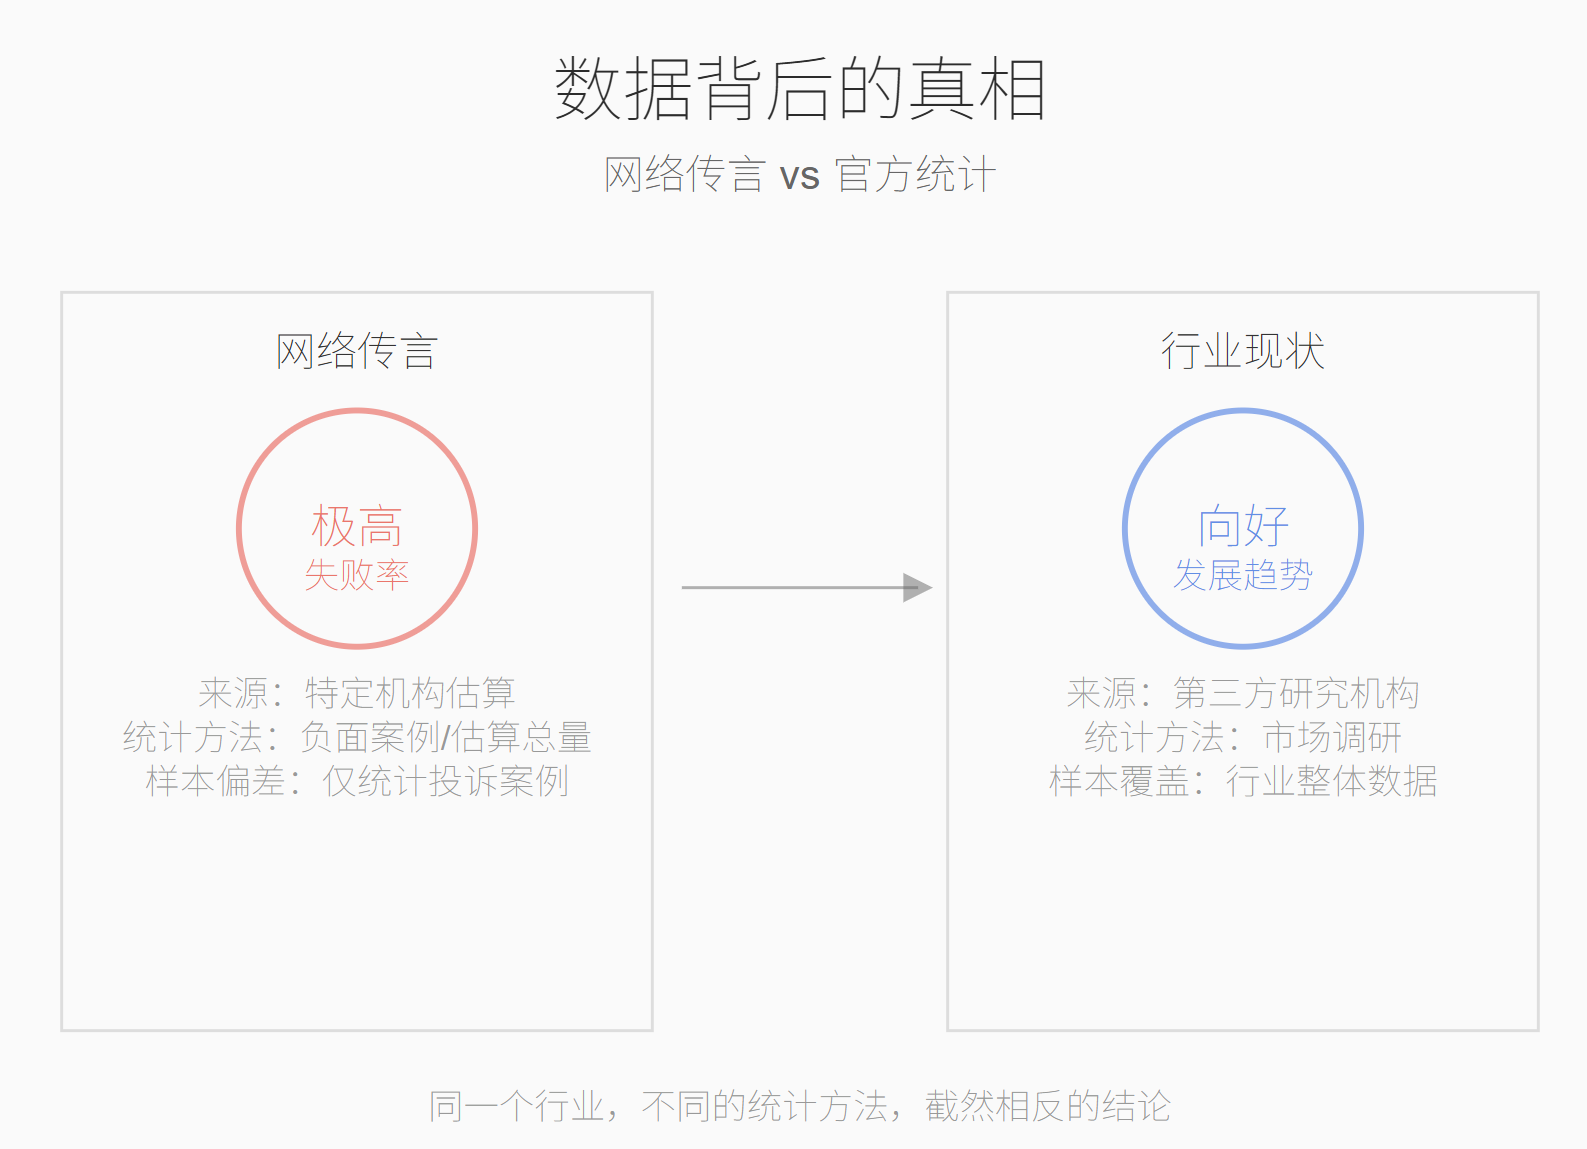 数据背后的真相
网络传言 vs 官方统计
网络传言
极高
失败率
来源：特定机构估算
统计方法：负面案例/估算总量
样本偏差：仅统计投诉案例
行业现状
向好
发展趋势
来源：第三方研究机构
统计方法：市场调研
样本覆盖：行业整体数据
同一个行业，不同的统计方法，截然相反的结论